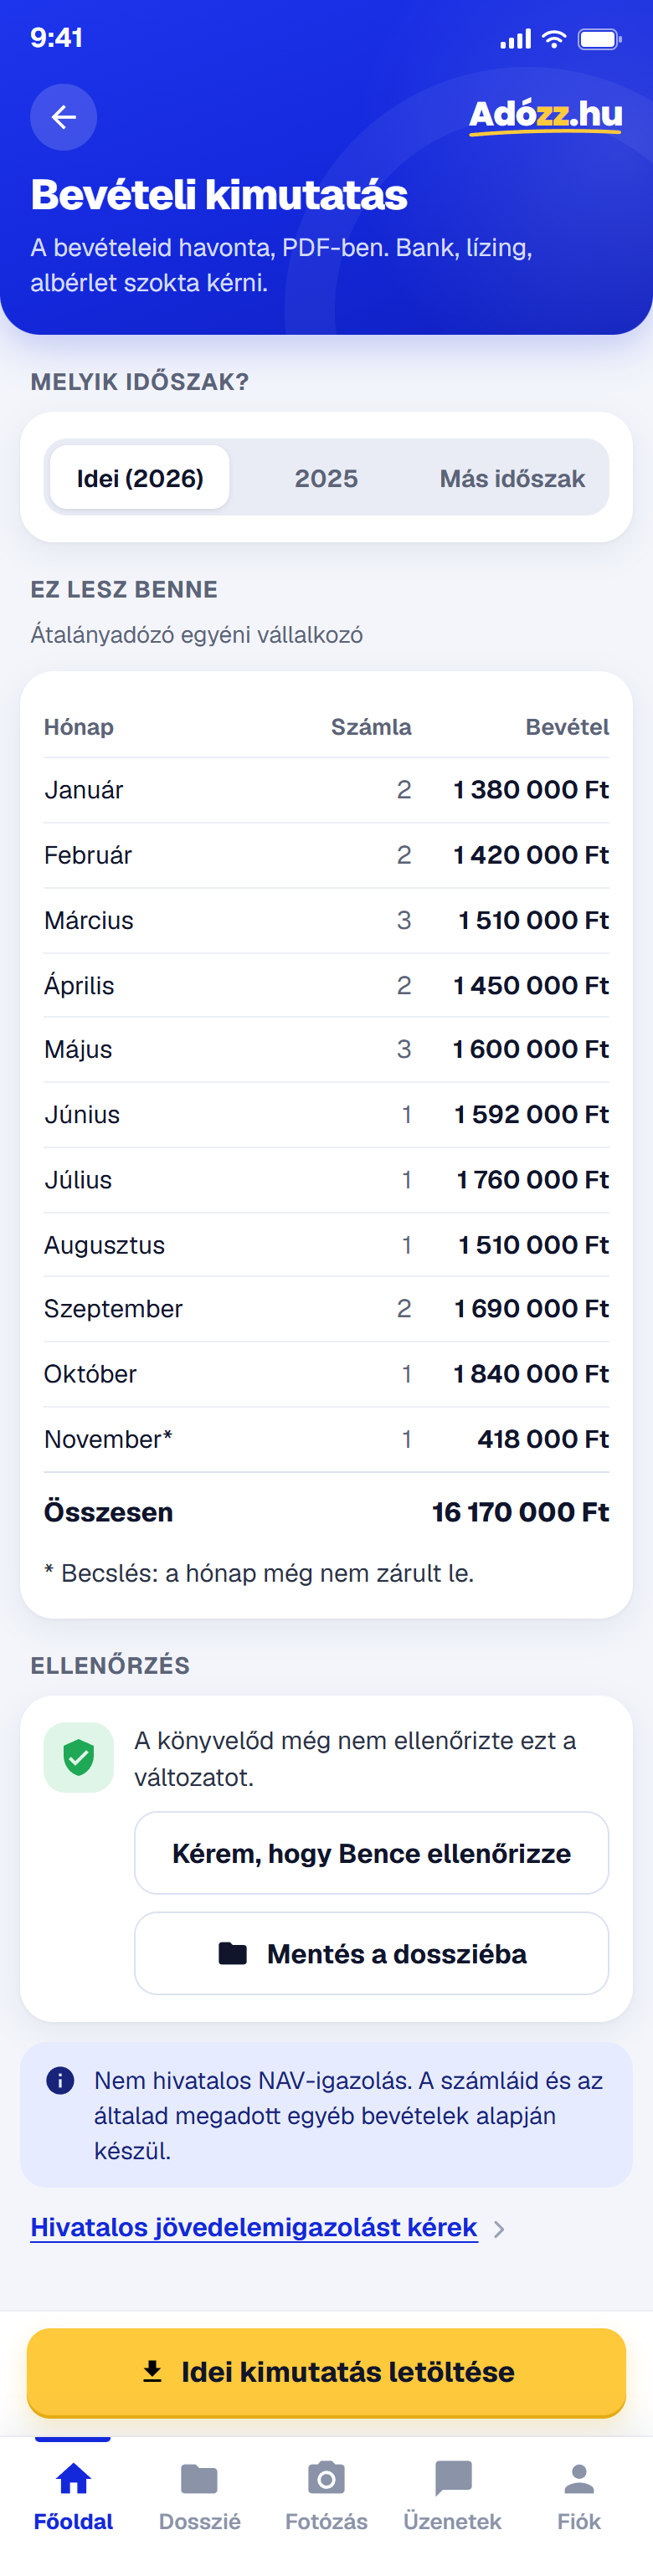 9:41
Adózz.hu
Bevételi kimutatás
A bevételeid havonta, PDF-ben. Bank, lízing,
albérlet szokta kérni.
MELYIK IDŐSZAK?
Idei (2026) 2025 Más időszak
EZ LESZ BENNE
Átalányadózó egyéni vállalkozó
Hónap Számla Bevétel
Január 2 1 380 000 Ft
Február 2 1 420 000 Ft
Március 3 1 510 000 Ft
Április 2 1 450 000 Ft
Május 3 1 600 000 Ft
Június 1 1 592 000 Ft
Július 1 1 760 000 Ft
Augusztus 1 1 510 000 Ft
Szeptember 2 1 690 000 Ft
Október 1 1 840 000 Ft
November* 1 418 000 Ft
Összesen 16 170 000 Ft
* Becslés: a hónap még nem zárult le.
ELLENŐRZÉS
A könyvelőd még nem ellenőrizte ezt a
változatot.
Kérem, hogy Bence ellenőrizze
Mentés a dossziéba
Nem hivatalos NAV-igazolás. A számláid és az
általad megadott egyéb bevételek alapján
készül.
Hivatalos jövedelemigazolást kérek
Idei kimutatás letöltése
Főoldal Dosszié Fotózás Üzenetek Fiók